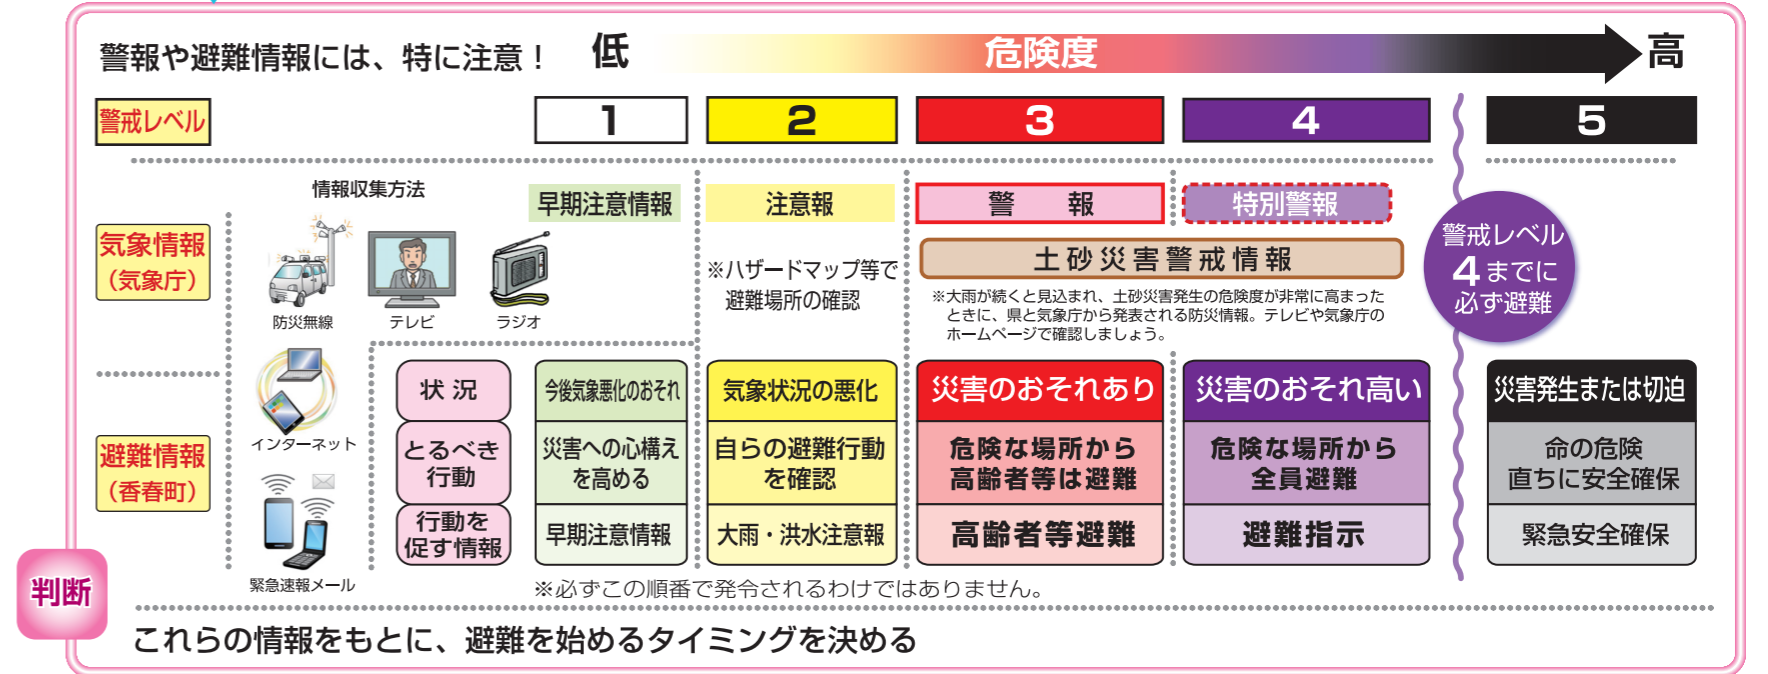 警報や避難情報には、特に注意！
低
危険度
高
警戒レベル
1
2
3
4
5
情報収集方法
早期注意情報
注意報
警　報
特別警報
気象情報
（気象庁）
防災無線
テレビ
ラジオ
※ハザードマップ等で
避難場所の確認
土砂災害警戒情報
※大雨が続くと見込まれ、土砂災害発生の危険度が非常に高まった
ときに、県と気象庁から発表される防災情報。テレビや気象庁の
ホームページで確認しましょう。
警戒レベル
4までに
必ず避難
インターネット
緊急速報メール
避難情報
（香春町）
状 況
今後気象悪化のおそれ
気象状況の悪化
災害のおそれあり
災害のおそれ高い
災害発生または切迫
とるべき
行動
災害への心構え
を高める
自らの避難行動
を確認
危険な場所から
高齢者等は避難
危険な場所から
全員避難
命の危険
直ちに安全確保
行動を
促す情報
早期注意情報
大雨・洪水注意報
高齢者等避難
避難指示
緊急安全確保
※必ずこの順番で発令されるわけではありません。
判断
これらの情報をもとに、避難を始めるタイミングを決める